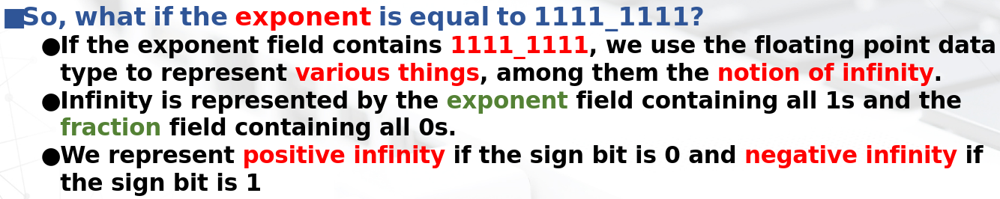 ■So, what if the exponent is equal to 1111_1111?
●If the exponent field contains 1111_1111, we use the floating point data
type to represent various things, among them the notion of infinity.
●Infinity is represented by the exponent field containing all 1s and the
fraction field containing all 0s.
●We represent positive infinity if the sign bit is 0 and negative infinity if
the sign bit is 1